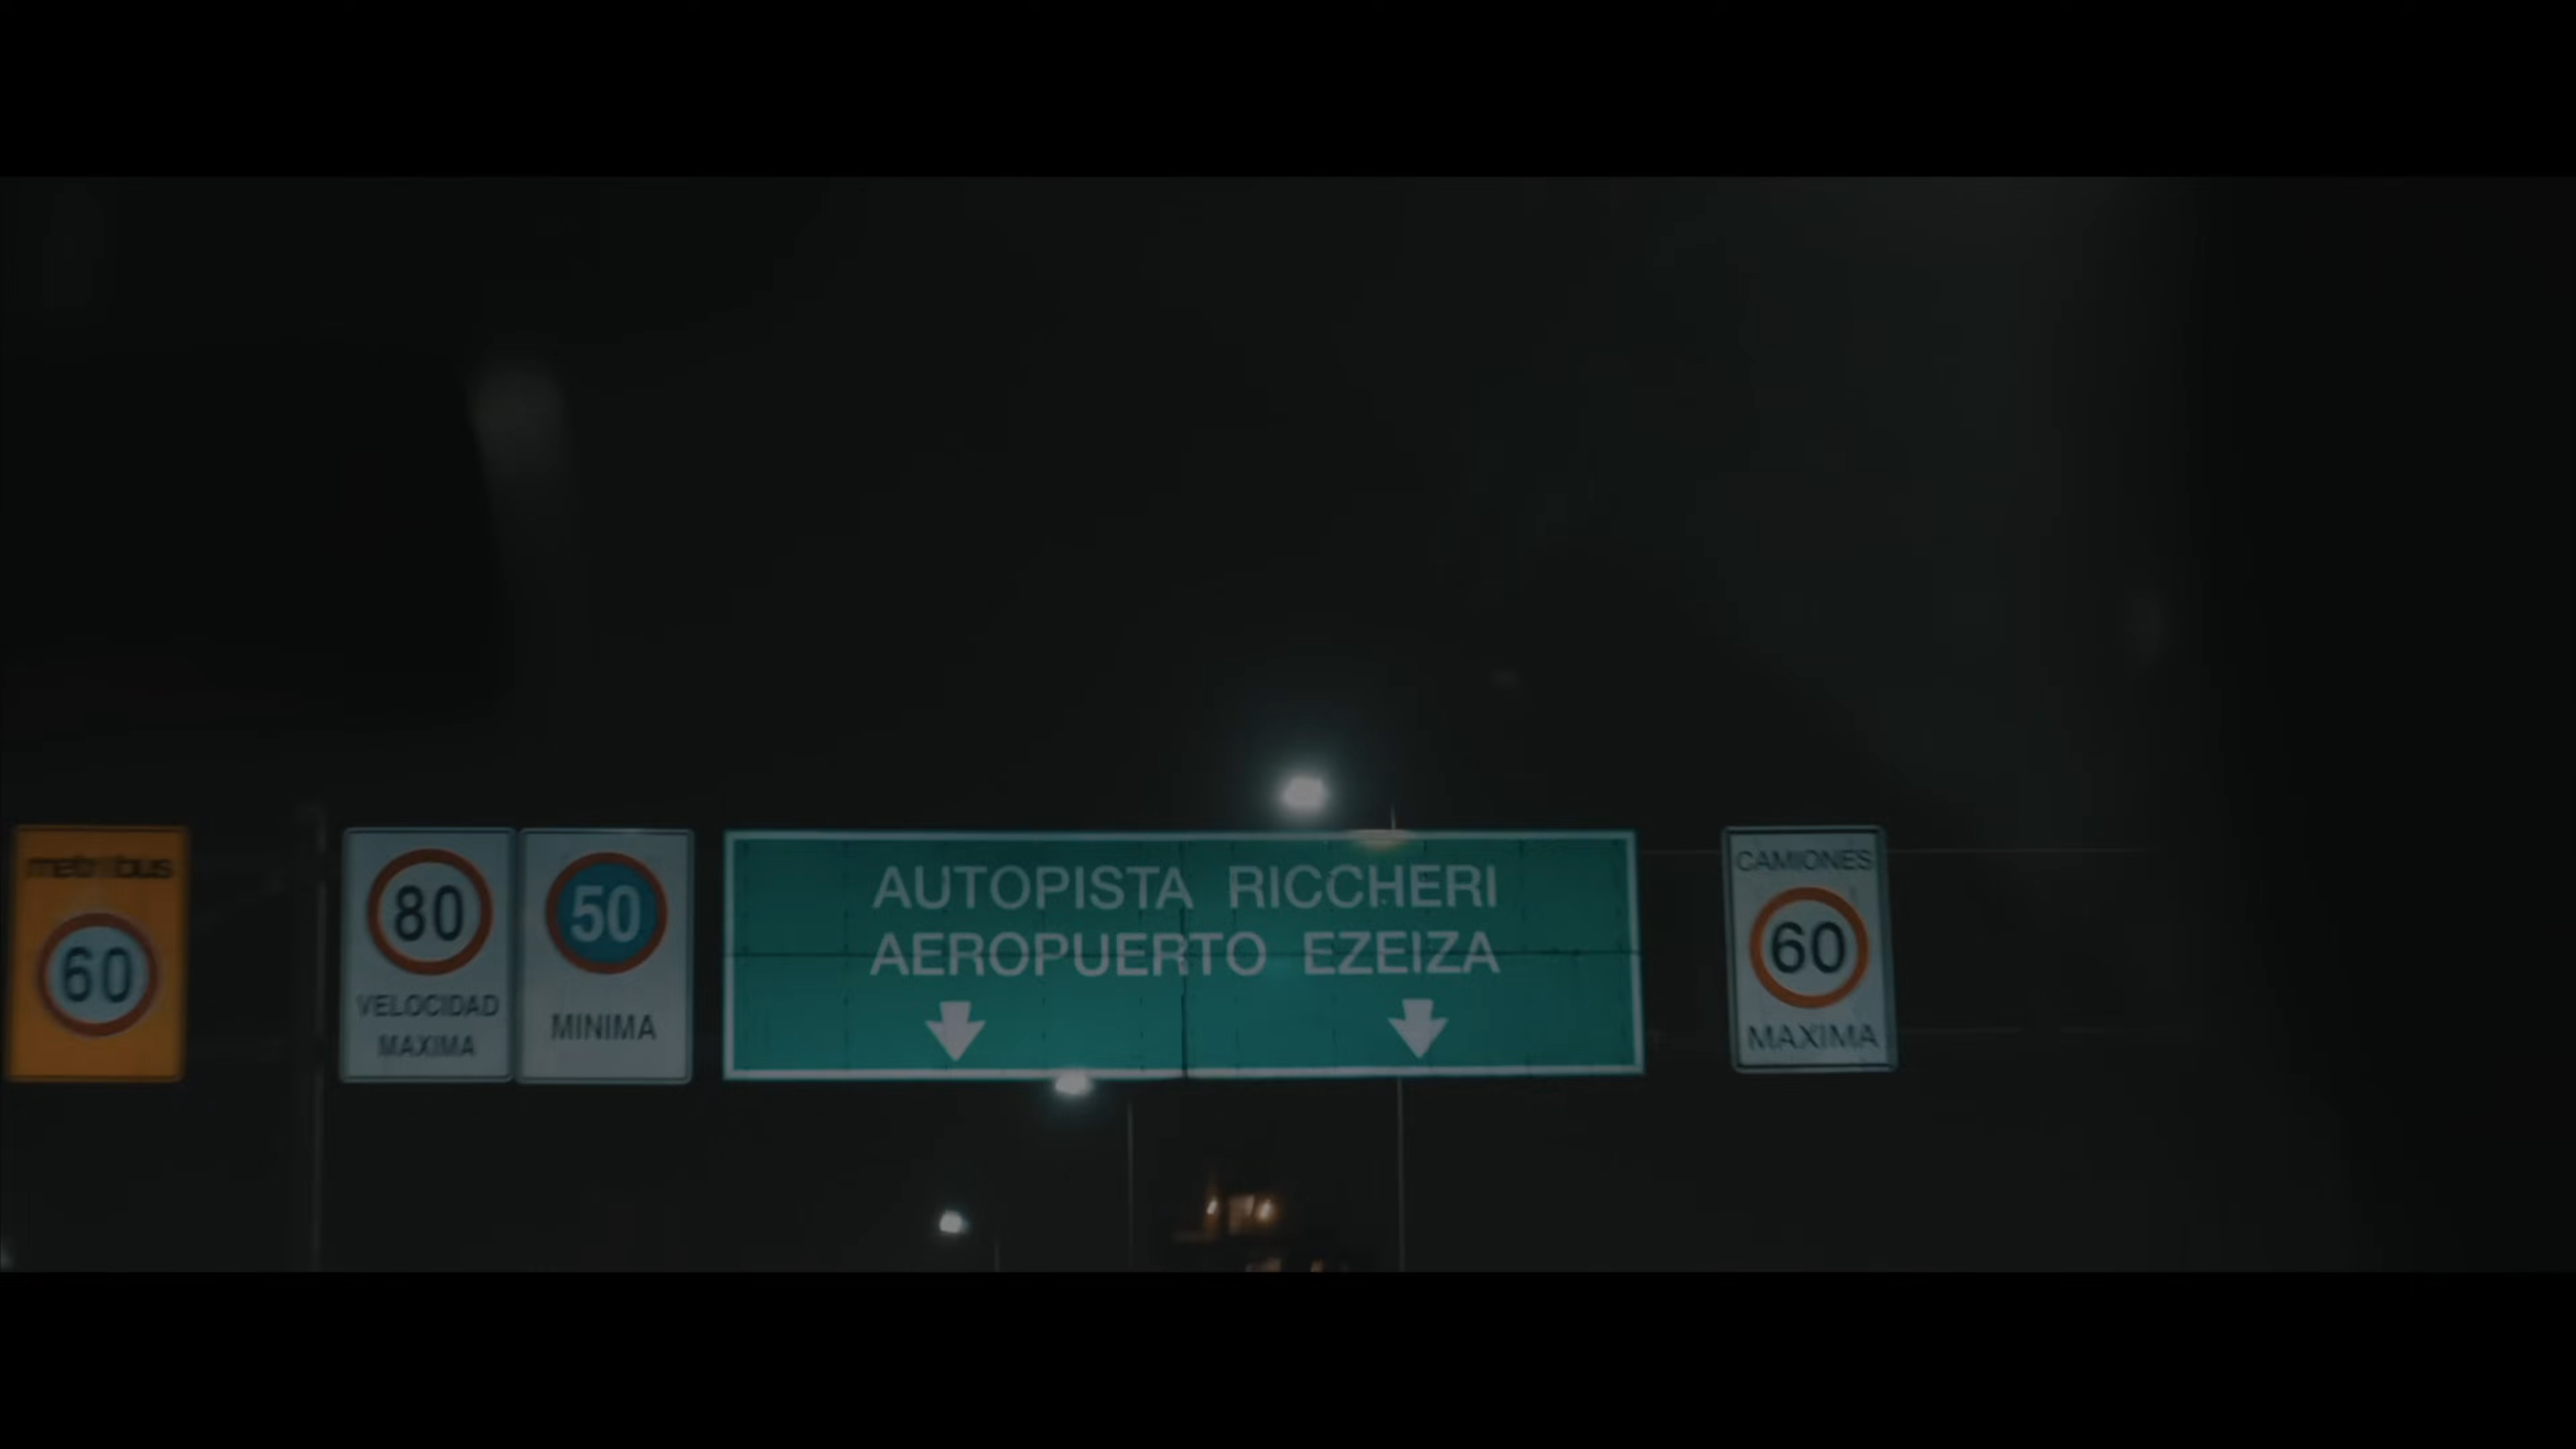 metrobus
60
80
VELOCIDAD
MAXIMA
50
MINIMA
AUTOPISTA RICCHERI
AEROPUERTO EZEIZA
CAMIONES
60
MAXIMA